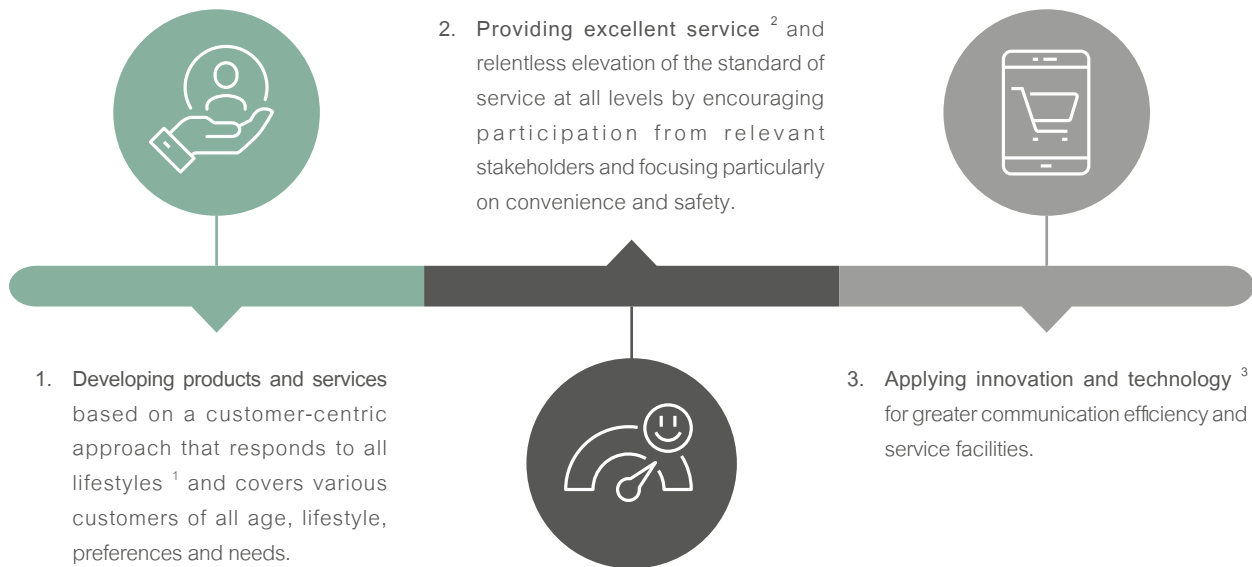 1. Developing products and services
based on a customer-centric
approach that responds to all
lifestyles 1 and covers various
customers of all age, lifestyle,
preferences and needs.
2. Providing excellent service 2 and
relentless elevation of the standard of
service at all levels by encouraging
participation from relevant
stakeholders and focusing particularly
on convenience and safety.
3. Applying innovation and technology 3
for greater communication efficiency and
service facilities.